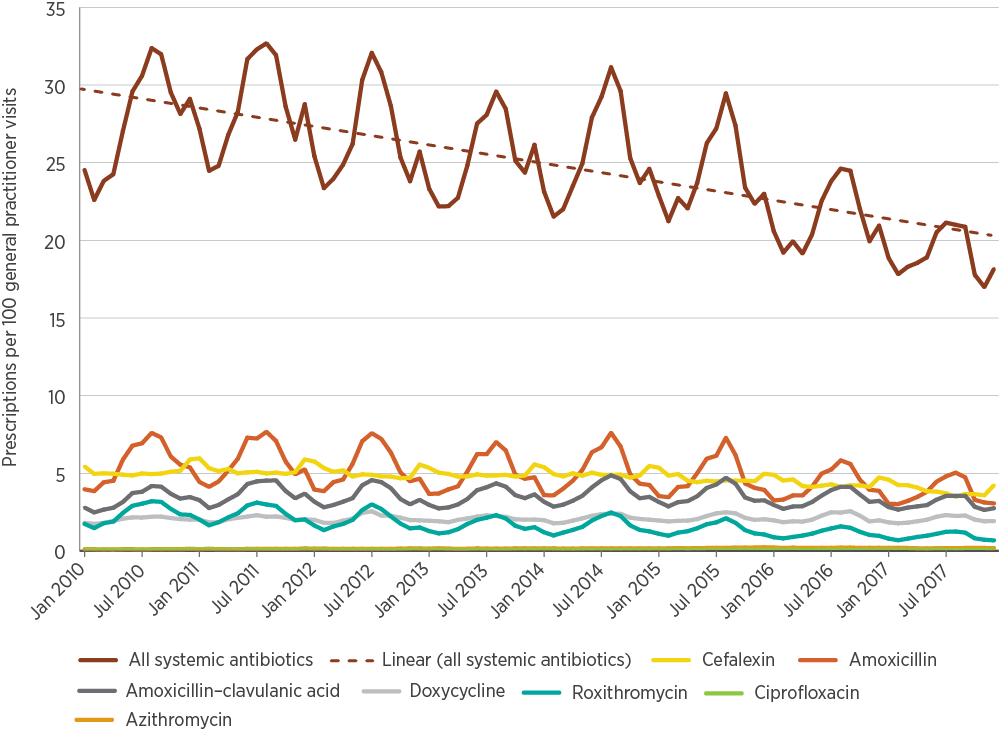 35
30
25
20
15
10
5
0
Prescriptions per 100 general practitioner visits
Jan 2010
Jul 2010
Jan 2011
Jul 2011
Jan 2012
Jul 2012
Jan 2013
Jul 2013
Jan 2014
Jul 2014
Jan 2015
Jul 2015
Jan 2016
Jul 2016
Jan 2017
Jul 2017
All systemic antibiotics Linear (all systemic antibiotics) Cefalexin Amoxicillin
Amoxicillin–clavulanic acid Doxycycline Roxithromycin Ciprofloxacin
Azithromycin